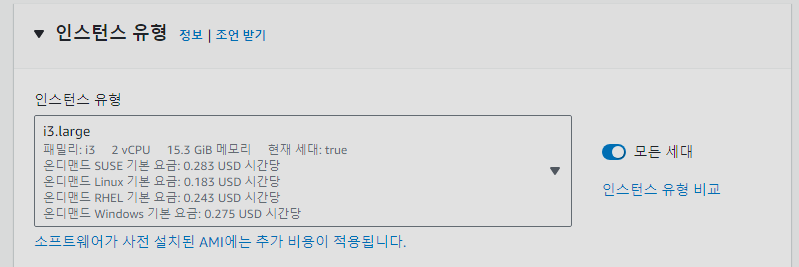 ▼ 인스턴스 유형 정보 | 조언 받기
인스턴스 유형
i3.large
패밀리: i3 2 vCPU 15.3 GiB 메모리 현재 세대: true
온디맨드 SUSE 기본 요금: 0.283 USD 시간당
온디맨드 Linux 기본 요금: 0.183 USD 시간당
온디맨드 RHEL 기본 요금: 0.243 USD 시간당
온디맨드 Windows 기본 요금: 0.275 USD 시간당
모든 세대
인스턴스 유형 비교
소프트웨어가 사전 설치된 AMI에는 추가 비용이 적용됩니다.